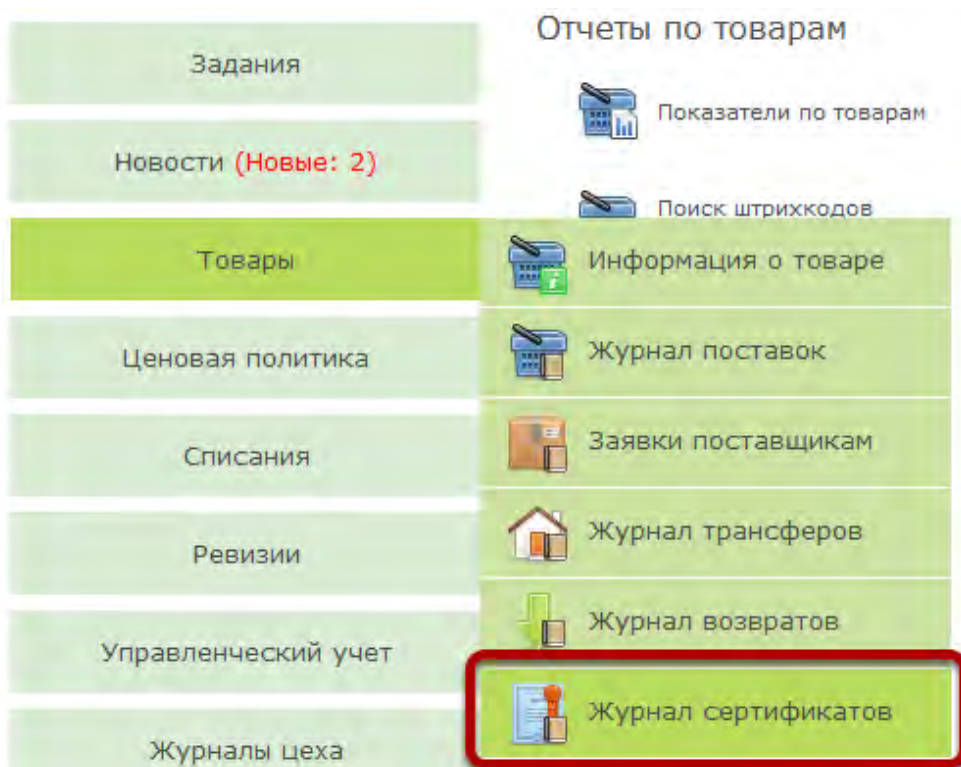 Задания
Новости (Новые: 2)
Товары
Ценовая политика
Списания
Ревизии
Управленческий учет
Журналы цеха
Отчеты по товарам
Показатели по товарам
Поиск штрихкодов
Информация о товаре
Журнал поставок
Заявки поставщикам
Журнал трансферов
Журнал возвратов
Журнал сертификатов